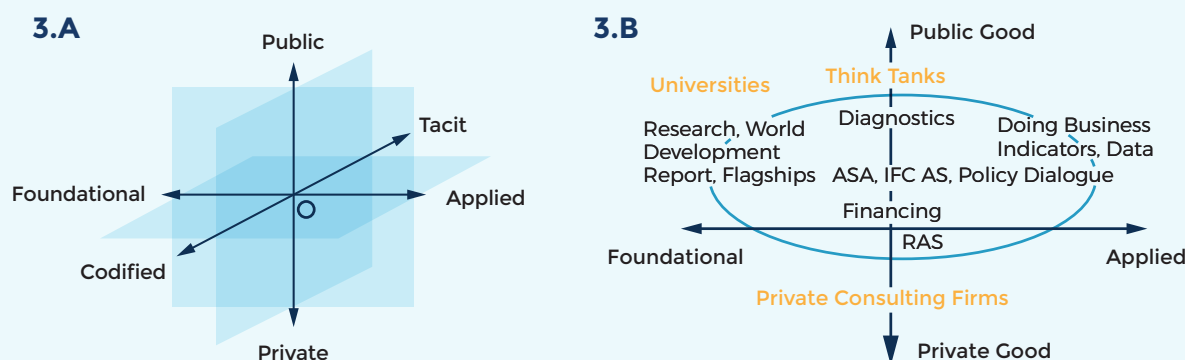 3.A
Public
Tacit
Foundational
Applied
O
Codified
Private
3.B
Public Good
Think Tanks
Universities
Diagnostics
Research, World
Development
Report, Flagships
Doing Business
Indicators, Data
ASA, IFC AS, Policy Dialogue
Financing
RAS
Foundational
Applied
Private Consulting Firms
Private Good